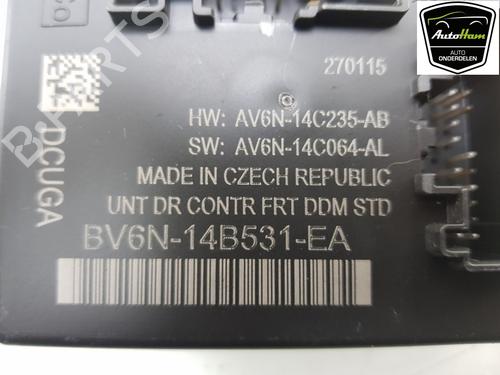 AutoHam
AUTO
ONDERDELEN
270115
HW: AV6N-14C235-AB
SW: AV6N-14C064-AL
MADE IN CZECH REPUBLIC
UNT DR CONTR FRT DDM STD
BV6N-14B531-EA
DCUGA
B-PARTS